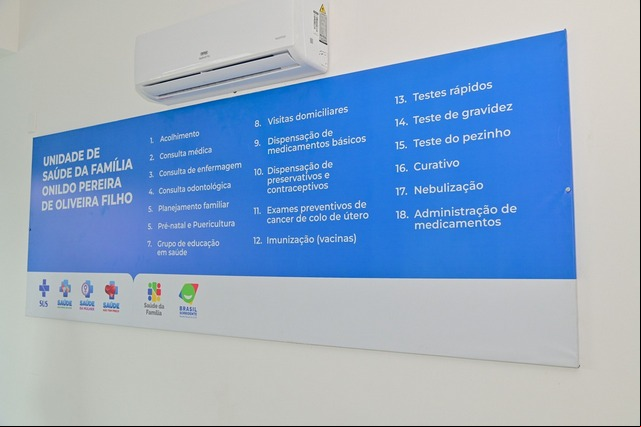 UNIDADE DE
SAÚDE DA FAMÍLIA
ONILDO PEREIRA
DE OLIVEIRA FILHO
1. Acolhimento
2. Consulta médica
3. Consulta de enfermagem
4. Consulta odontológica
5. Planejamento familiar
5. Pré-natal e Puericultura
7. Grupo de educação
em saúde
8. Visitas domiciliares
9. Dispensação de
medicamentos básicos
10. Dispensação de
preservativos e
contraceptivos
11. Exames preventivos de
cancer de colo de útero
12. Imunização (vacinas)
13. Testes rápidos
14. Teste de gravidez
15. Teste do pezinho
16. Curativo
17. Nebulização
18. Administração de
medicamentos
SUS
SAÚDE
SAÚDE
SAÚDE
Saúde da
Família
BRASIL